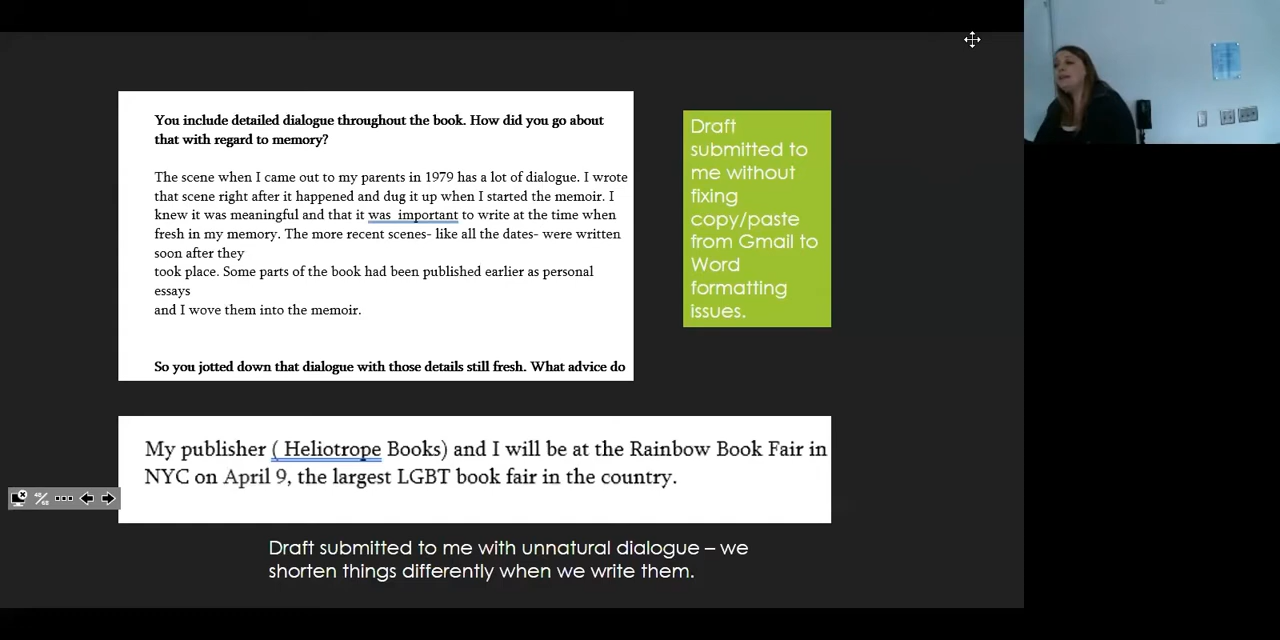 You include detailed dialogue throughout the book. How did you go about
that with regard to memory?
The scene when I came out to my parents in 1979 has a lot of dialogue. I wrote
that scene right after it happened and dug it up when I started the memoir. I
knew it was meaningful and that it was  important to write at the time when
fresh in my memory. The more recent scenes- like all the dates- were written
soon after they
took place. Some parts of the book had been published earlier as personal
essays
and I wove them into the memoir.
So you jotted down that dialogue with those details still fresh. What advice do
Draft
submitted to
me without
fixing
copy/paste
from Gmail to
Word
formatting
issues.
My publisher ( Heliotrope Books) and I will be at the Rainbow Book Fair in
NYC on April 9, the largest LGBT book fair in the country.
Draft submitted to me with unnatural dialogue – we
shorten things differently when we write them.